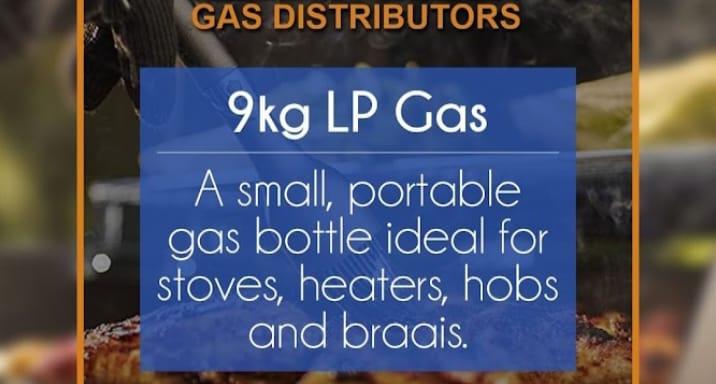 GAS DISTRIBUTORS
9kg LP Gas
A small, portable
gas bottle ideal for
stoves, heaters, hobs
and braais.